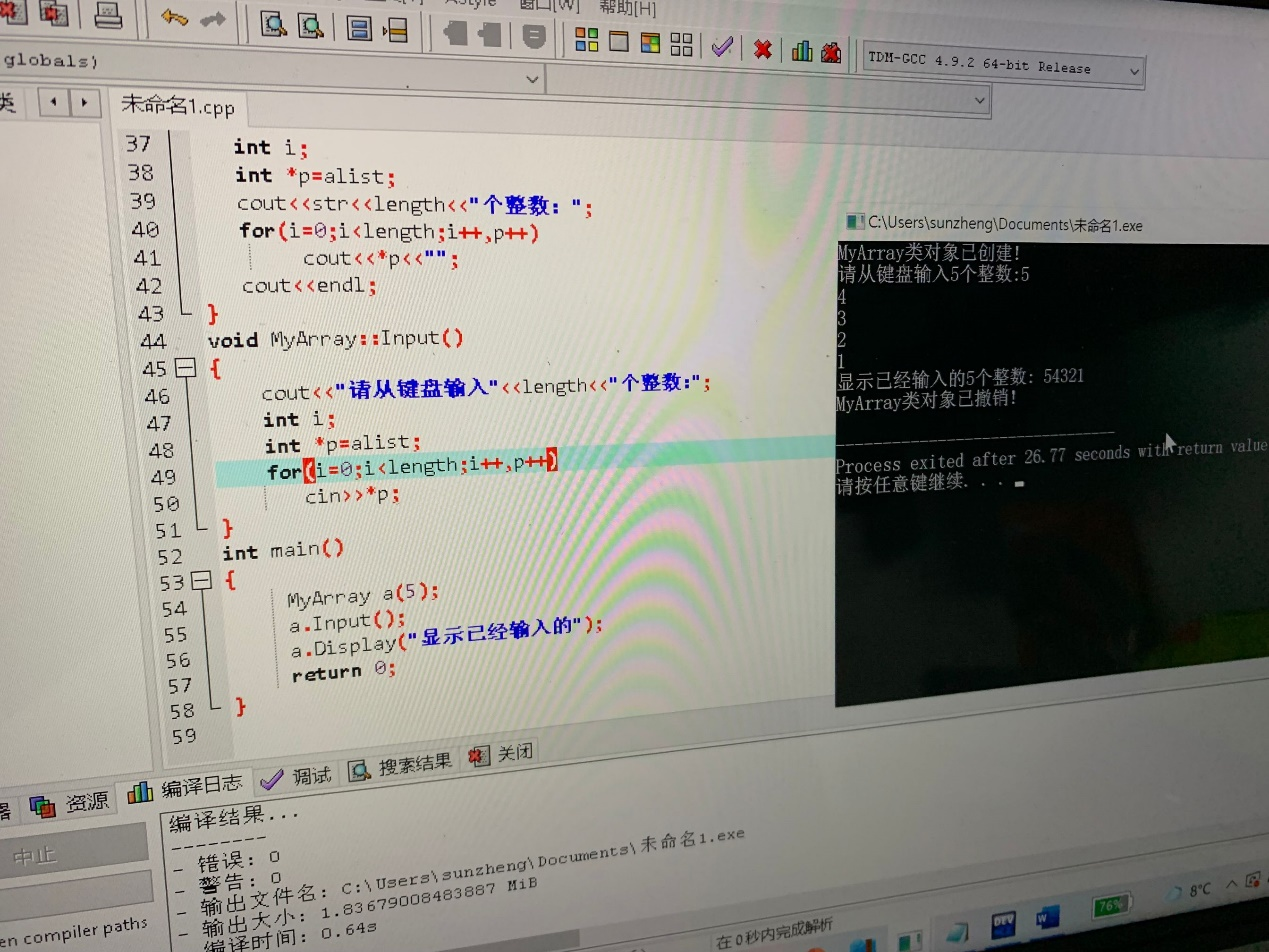 AStyle 窗口[W] 帮助[H]
TDM-GCC 4.9.2 64-bit Release
globals)
类 未命名1.cpp
37 int i;
38 int *p=alist;
39 cout<<str<<length<<"个整数: ";
40 for(i=0;i<length;i++,p++)
41 cout<<*p<<"";
42 cout<<endl;
43 }
44 void MyArray::Input()
45 {
46 cout<<"请从键盘输入"<<length<<"个整数:";
47 int i;
48 int *p=alist;
49 for(i=0;i<length;i++,p++)
50 cin>>*p;
51 }
52 int main()
53 {
54 MyArray a(5);
55 a.Input();
56 a.Display("显示已经输入的");
57 return 0;
58 }
59
C:\Users\sunzheng\Documents\未命名1.exe
MyArray类对象已创建!
请从键盘输入5个整数:5
4
3
2
1
显示已经输入的5个整数: 54321
MyArray类对象已撤销!
--------------------------------
Process exited after 26.77 seconds with return value
请按任意键继续. . .
器 资源 编译日志 调试 搜索结果 关闭
中止
en compiler paths
编译结果...
--------
- 错误: 0
- 警告: 0
- 输出文件名: C:\Users\sunzheng\Documents\未命名1.exe
- 输出大小: 1.83679008483887 MiB
- 编译时间: 0.64s
在 0秒内完成解析
DEV
W
76%
8°C